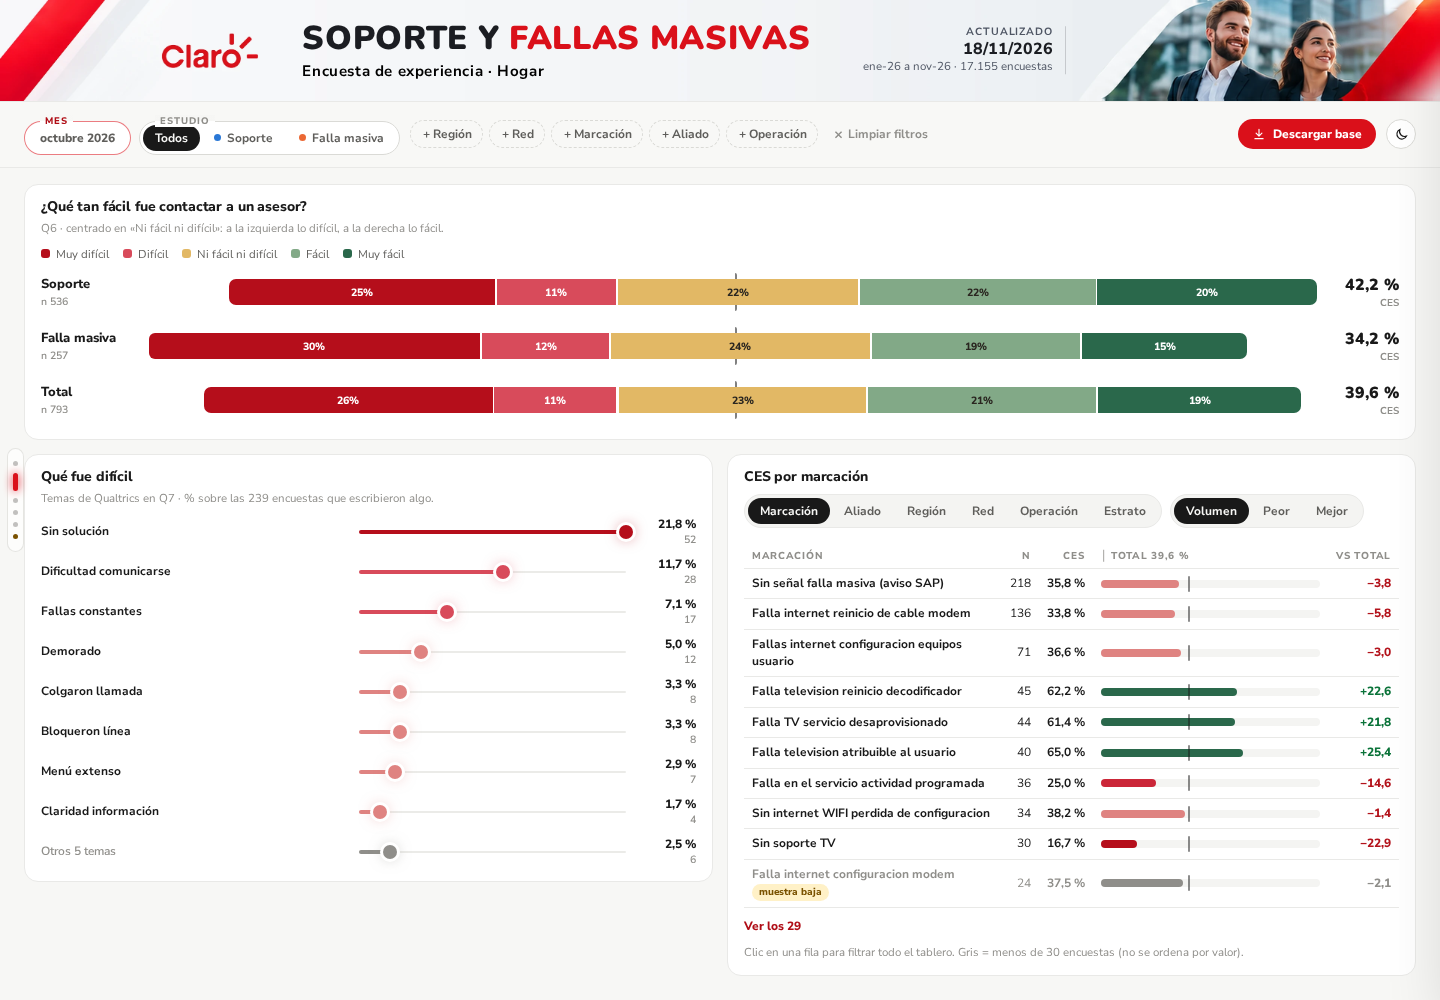 Claro
SOPORTE Y FALLAS MASIVAS
Encuesta de experiencia · Hogar
ACTUALIZADO
18/11/2026
ene-26 a nov-26 · 17.155 encuestas
MES
octubre 2026
ESTUDIO
Todos
Soporte
Falla masiva
+ Región
+ Red
+ Marcación
+ Aliado
+ Operación
× Limpiar filtros
Descargar base
¿Qué tan fácil fue contactar a un asesor?
Q6 · centrado en «Ni fácil ni difícil»: a la izquierda lo difícil, a la derecha lo fácil.
Muy difícil
Difícil
Ni fácil ni difícil
Fácil
Muy fácil
Soporte
n 536
25%
11%
22%
22%
20%
42,2 %
CES
Falla masiva
n 257
30%
12%
24%
19%
15%
34,2 %
CES
Total
n 793
26%
11%
23%
21%
19%
39,6 %
CES
Qué fue difícil
Temas de Qualtrics en Q7 · % sobre las 239 encuestas que escribieron algo.
Sin solución
21,8 %
52
Dificultad comunicarse
11,7 %
28
Fallas constantes
7,1 %
17
Demorado
5,0 %
12
Colgaron llamada
3,3 %
8
Bloqueron línea
3,3 %
8
Menú extenso
2,9 %
7
Claridad información
1,7 %
4
Otros 5 temas
2,5 %
6
CES por marcación
Marcación
Aliado
Región
Red
Operación
Estrato
Volumen
Peor
Mejor
MARCACIÓN N CES | TOTAL 39,6 % VS TOTAL
Sin señal falla masiva (aviso SAP) 218 35,8 % −3,8
Falla internet reinicio de cable modem 136 33,8 % −5,8
Fallas internet configuracion equipos
usuario 71 36,6 % −3,0
Falla television reinicio decodificador 45 62,2 % +22,6
Falla TV servicio desaprovisionado 44 61,4 % +21,8
Falla television atribuible al usuario 40 65,0 % +25,4
Falla en el servicio actividad programada 36 25,0 % −14,6
Sin internet WIFI perdida de configuracion 34 38,2 % −1,4
Sin soporte TV 30 16,7 % −22,9
Falla internet configuracion modem
muestra baja 24 37,5 % −2,1
Ver los 29
Clic en una fila para filtrar todo el tablero. Gris = menos de 30 encuestas (no se ordena por valor).